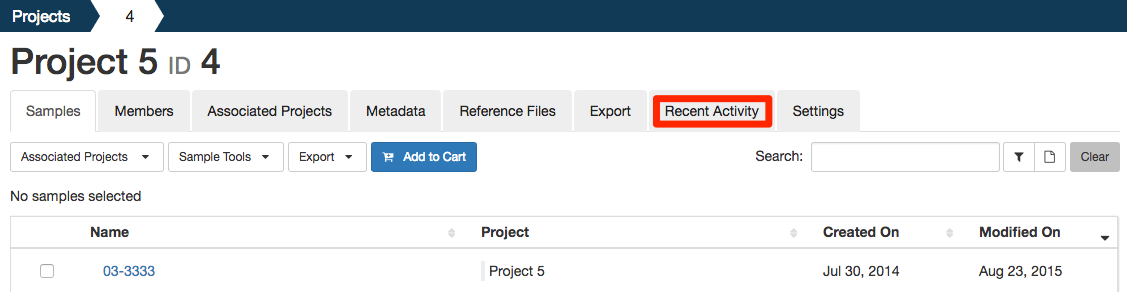 Projects 4
Project 5 ID 4
Samples Members Associated Projects Metadata Reference Files Export Recent Activity Settings
Associated Projects Sample Tools Export Add to Cart Search: Clear
No samples selected
Name Project Created On Modified On
03-3333 Project 5 Jul 30, 2014 Aug 23, 2015